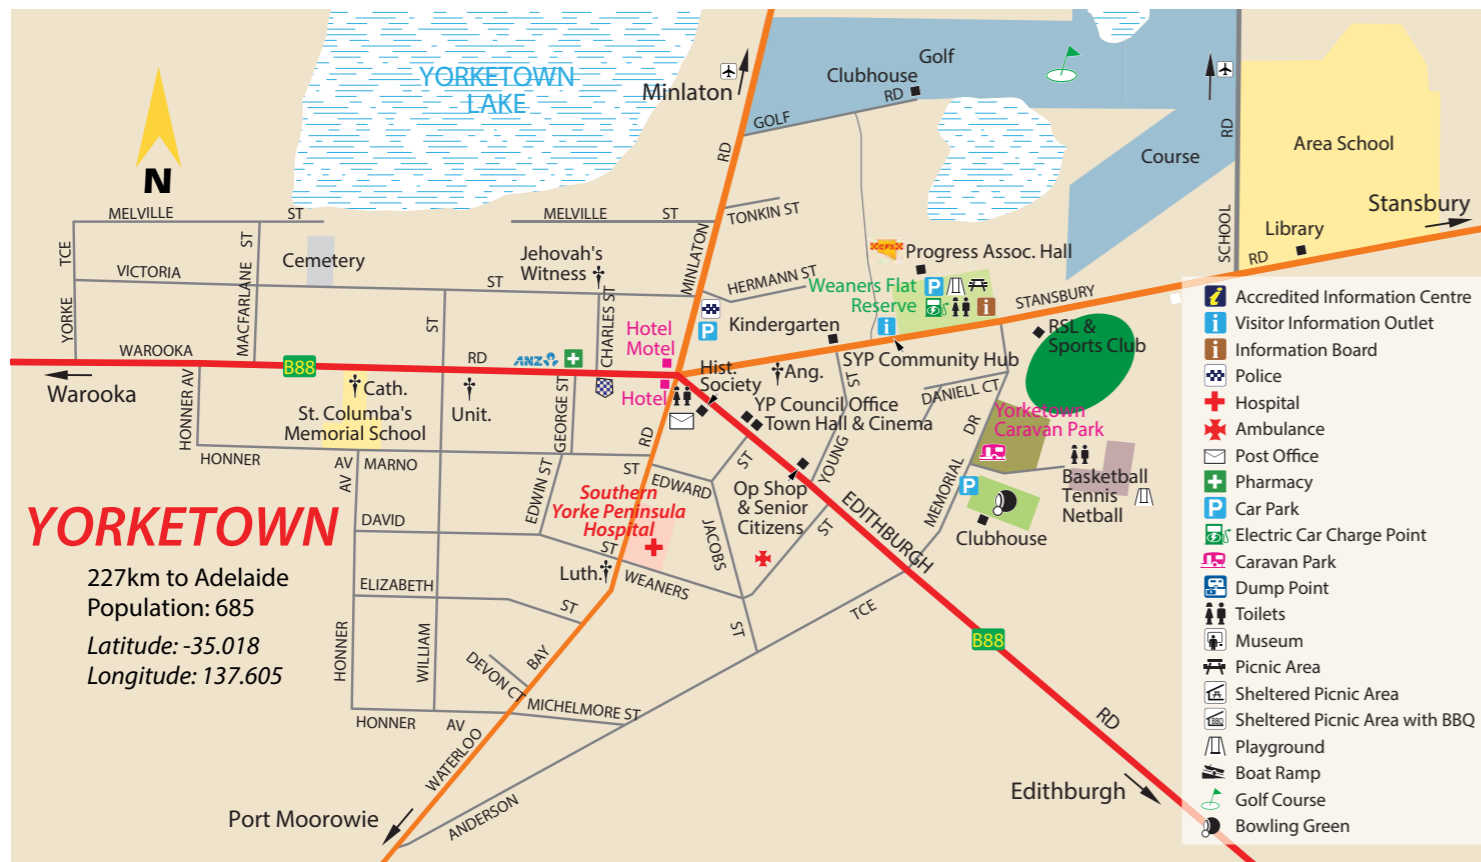 YORKETOWN
LAKE
Minlaton
Golf
Clubhouse
RD
GOLF
RD
Course
RD
SCHOOL
Area School
Stansbury
Library
RD
N
MELVILLE
ST
MELVILLE
ST
TONKIN ST
TCE
YORKE
VICTORIA
ST
MACFARLANE
ST
Cemetery
Jehovah's
Witness
MINLATON
HERMANN ST
CFS
Progress Assoc. Hall
Weaners Flat
Reserve
P
i
i
STANSBURY
P
Kindergarten
SYP Community Hub
RSL &
Sports Club
CHARLES ST
Hotel
Motel
WAROOKA
B88
ST
RD
ANZ
Warooka
Hist.
Society
Ang.
ST
DANIELL CT
Hotel
Cath.
St. Columba's
Memorial School
Unit.
GEORGE ST
YP Council Office
Town Hall & Cinema
Yorketown
Caravan Park
DR
HONNER AV
HONNER
AV
MARNO
ST
RD
EDWARD
ST
YOUNG
Op Shop
& Senior
Citizens
EDITHBURGH
MEMORIAL
P
Basketball
Tennis
Netball
Clubhouse
AV
EDWIN ST
Southern
Yorke Peninsula
Hospital
JACOBS
ST
YORKETOWN
DAVID
ST
227km to Adelaide
Population: 685
Latitude: -35.018
Longitude: 137.605
ELIZABETH
ST
Luth.
WEANERS
ST
TCE
B88
HONNER
WILLIAM
DEVON CT
BAY
MICHELMORE ST
HONNER
AV
WATERLOO
RD
Port Moorowie
ANDERSON
Edithburgh
i Accredited Information Centre
i Visitor Information Outlet
i Information Board
Police
Hospital
Ambulance
Post Office
Pharmacy
P Car Park
Electric Car Charge Point
Caravan Park
Dump Point
Toilets
Museum
Picnic Area
Sheltered Picnic Area
Sheltered Picnic Area with BBQ
Playground
Boat Ramp
Golf Course
Bowling Green